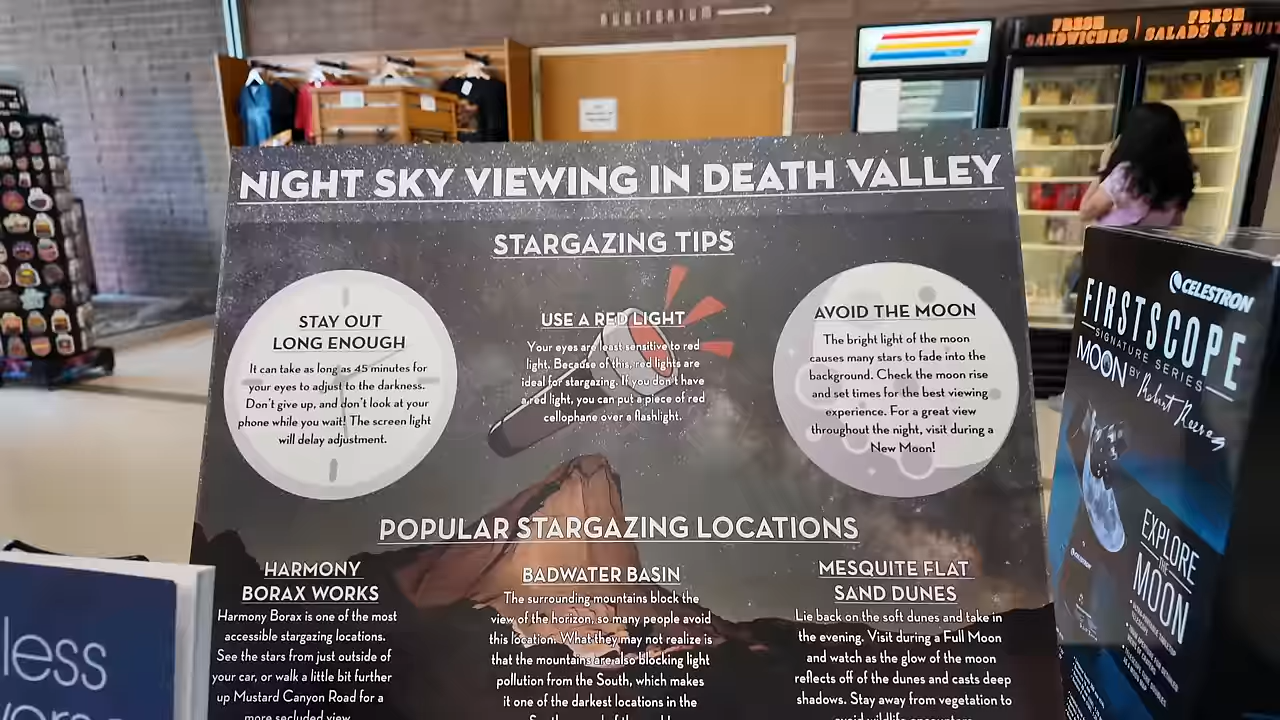 AUDITORIUM
FRESH SANDWICHES
FRESH SALADS & FRUIT
NIGHT SKY VIEWING IN DEATH VALLEY
STARGAZING TIPS
STAY OUT
LONG ENOUGH
It can take as long as 45 minutes for
your eyes to adjust to the darkness.
Don't give up, and don't look at your
phone while you wait! The screen light
will delay adjustment.
USE A RED LIGHT
Your eyes are least sensitive to red
light. Because of this, red lights are
ideal for stargazing. If you don't have
a red light, you can put a piece of red
cellophane over a flashlight.
AVOID THE MOON
The bright light of the moon
causes many stars to fade into the
background. Check the moon rise
and set times for the best viewing
experience. For a great view
throughout the night, visit during a
New Moon!
POPULAR STARGAZING LOCATIONS
HARMONY
BORAX WORKS
Harmony Borax is one of the most
accessible stargazing locations.
See the stars from just outside of
your car, or walk a little bit further
up Mustard Canyon Road for a
more secluded view.
BADWATER BASIN
The surrounding mountains block the
view of the horizon, so many people avoid
this location. What they may not realize is
that the mountains are also blocking light
pollution from the South, which makes
it one of the darkest locations in the
MESQUITE FLAT
SAND DUNES
Lie back on the soft dunes and take in
the evening. Visit during a Full Moon
and watch as the glow of the moon
reflects off of the dunes and casts deep
shadows. Stay away from vegetation to
avoid wildlife encounters.
CELESTRON
FIRSTSCOPE
SIGNATURE SERIES
MOON BY Robert Reeves
EXPLORE
THE
MOON
less